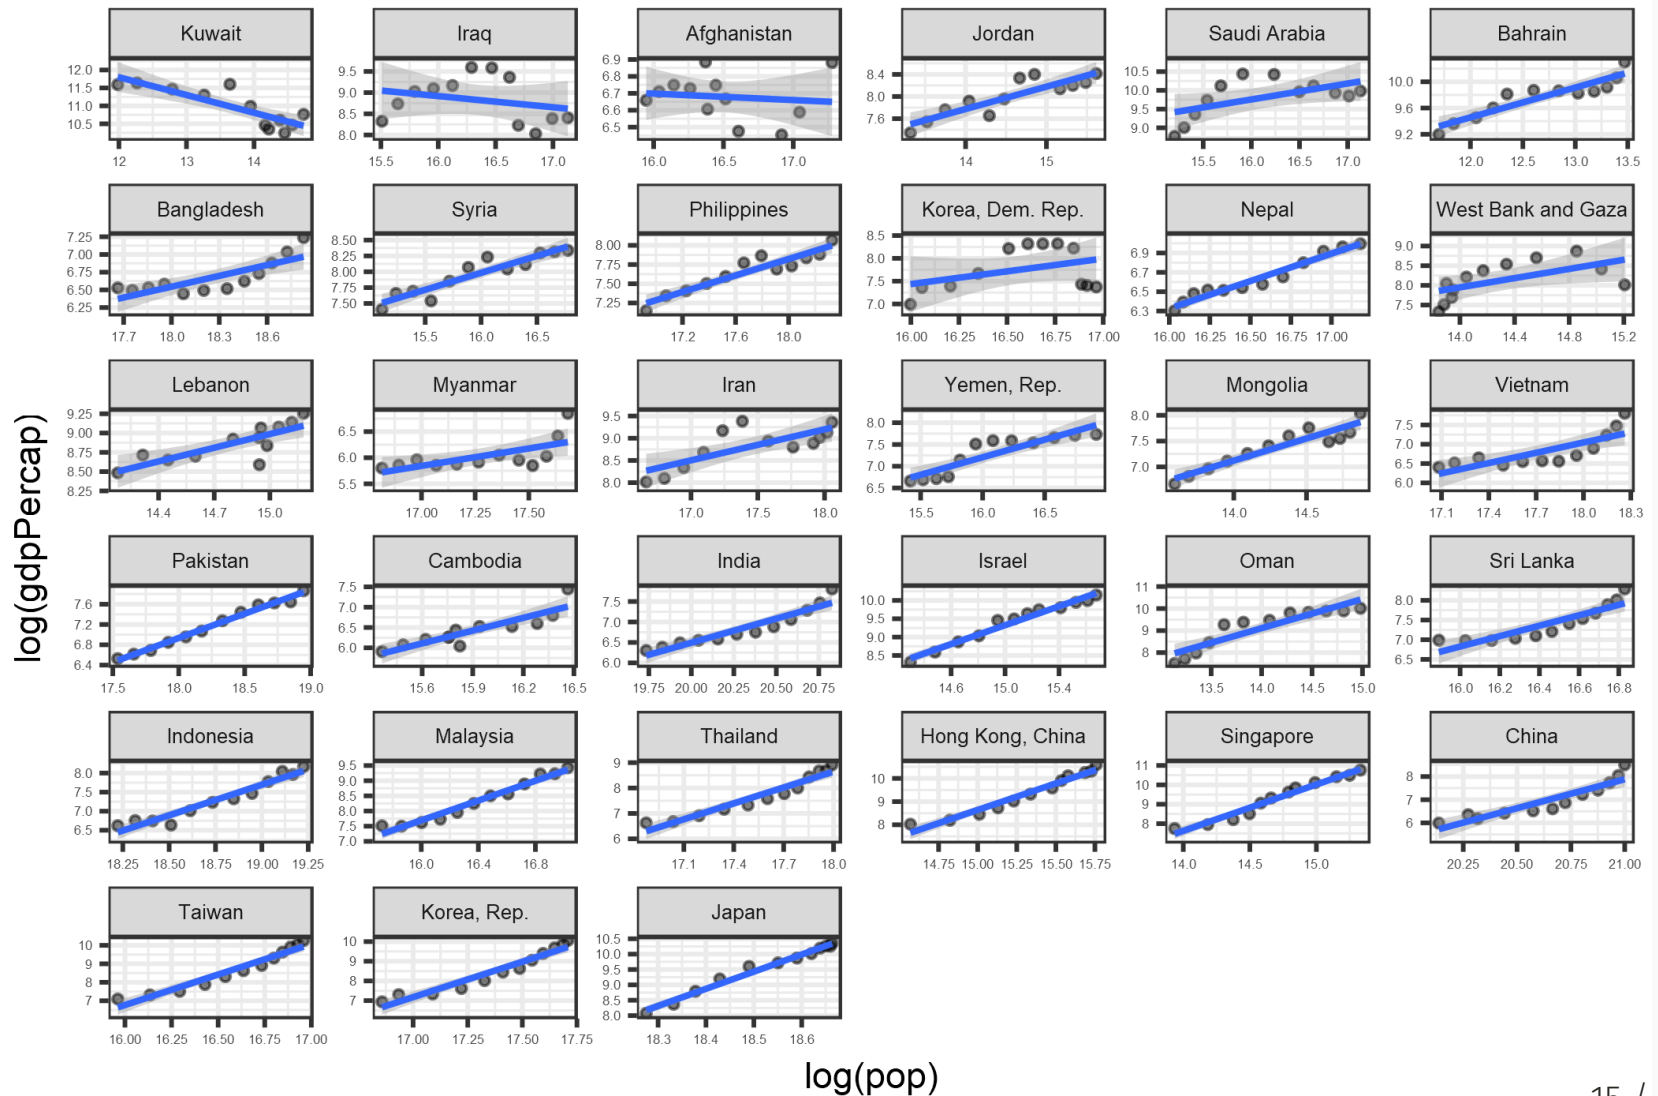 Kuwait Iraq Afghanistan Jordan Saudi Arabia Bahrain
12.0 11.5 11.0 10.5
9.5 9.0 8.5 8.0
6.9 6.8 6.7 6.6 6.5
8.4 8.0 7.6
10.5 10.0 9.5 9.0
10.0 9.6 9.2
12 13 14
15.5 16.0 16.5 17.0
16.0 16.5 17.0
14 15
15.5 16.0 16.5 17.0
12.0 12.5 13.0 13.5
Bangladesh Syria Philippines Korea, Dem. Rep. Nepal West Bank and Gaza
7.25 7.00 6.75 6.50 6.25
8.50 8.25 8.00 7.75 7.50
8.00 7.75 7.50 7.25
8.5 8.0 7.5 7.0
6.9 6.7 6.5 6.3
9.0 8.5 8.0 7.5
17.7 18.0 18.3 18.6
15.5 16.0 16.5
17.2 17.6 18.0
16.00 16.25 16.50 16.75 17.00
16.00 16.25 16.50 16.75 17.00
14.0 14.4 14.8 15.2
Lebanon Myanmar Iran Yemen, Rep. Mongolia Vietnam
9.25 9.00 8.75 8.50 8.25
6.5 6.0 5.5
9.5 9.0 8.5 8.0
8.0 7.5 7.0 6.5
8.0 7.5 7.0
7.5 7.0 6.5 6.0
14.4 14.7 15.0
17.00 17.25 17.50
17.0 17.5 18.0
15.5 16.0 16.5
14.0 14.5
17.1 17.4 17.7 18.0 18.3
log(gdpPercap)
Pakistan Cambodia India Israel Oman Sri Lanka
7.6 7.2 6.8 6.4
7.5 7.0 6.5 6.0
7.5 7.0 6.5 6.0
10.0 9.5 9.0 8.5
11 10 9 8
8.0 7.5 7.0 6.5
17.5 18.0 18.5 19.0
15.6 15.9 16.2 16.5
19.75 20.00 20.25 20.50 20.75
14.6 15.0 15.4
13.5 14.0 14.5 15.0
16.0 16.2 16.4 16.6 16.8
Indonesia Malaysia Thailand Hong Kong, China Singapore China
8.0 7.5 7.0 6.5
9.5 9.0 8.5 8.0 7.5 7.0
9 8 7 6
10 9 8
11 10 9 8
8 7 6
18.25 18.50 18.75 19.00 19.25
16.0 16.4 16.8
17.1 17.4 17.7 18.0
14.75 15.00 15.25 15.50 15.75
14.0 14.5 15.0
20.25 20.50 20.75 21.00
Taiwan Korea, Rep. Japan
10 9 8 7
10 9 8 7
10.5 10.0 9.5 9.0 8.5 8.0
16.00 16.25 16.50 16.75 17.00
17.00 17.25 17.50 17.75
18.3 18.4 18.5 18.6
log(pop)